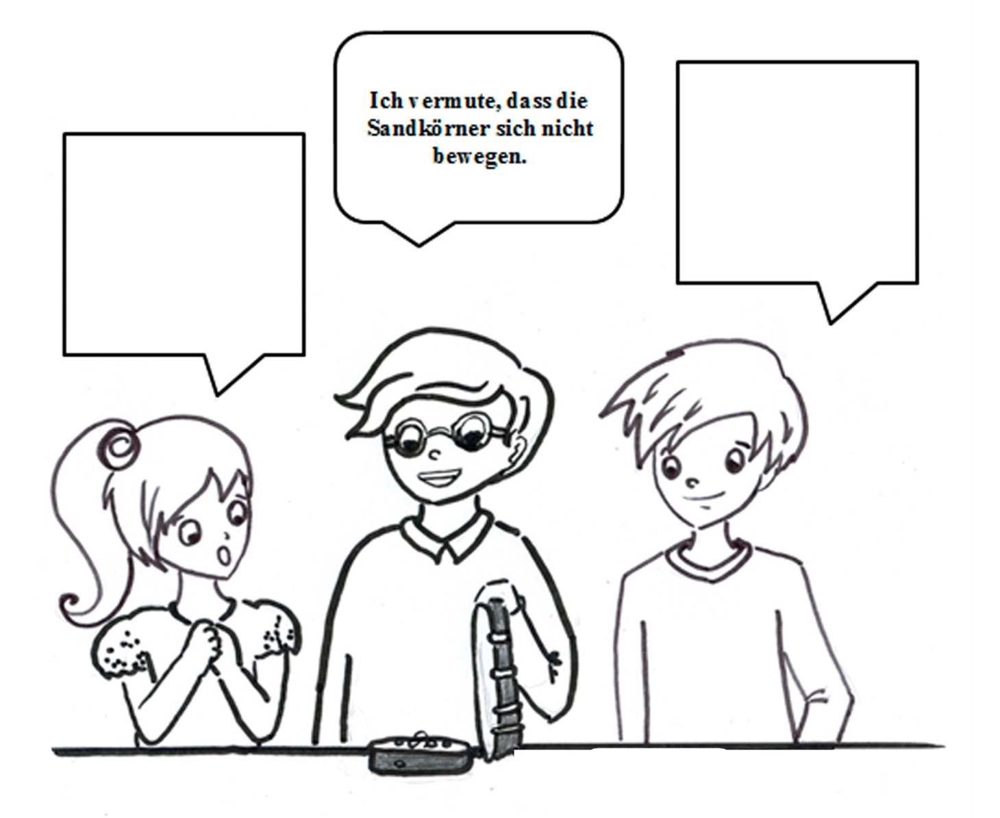 Ich vermute, dass die
Sandkörner sich nicht
bewegen.